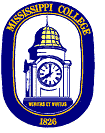 MISSISSIPPI COLLEGE
VERITAS ET VIRTUS
1826